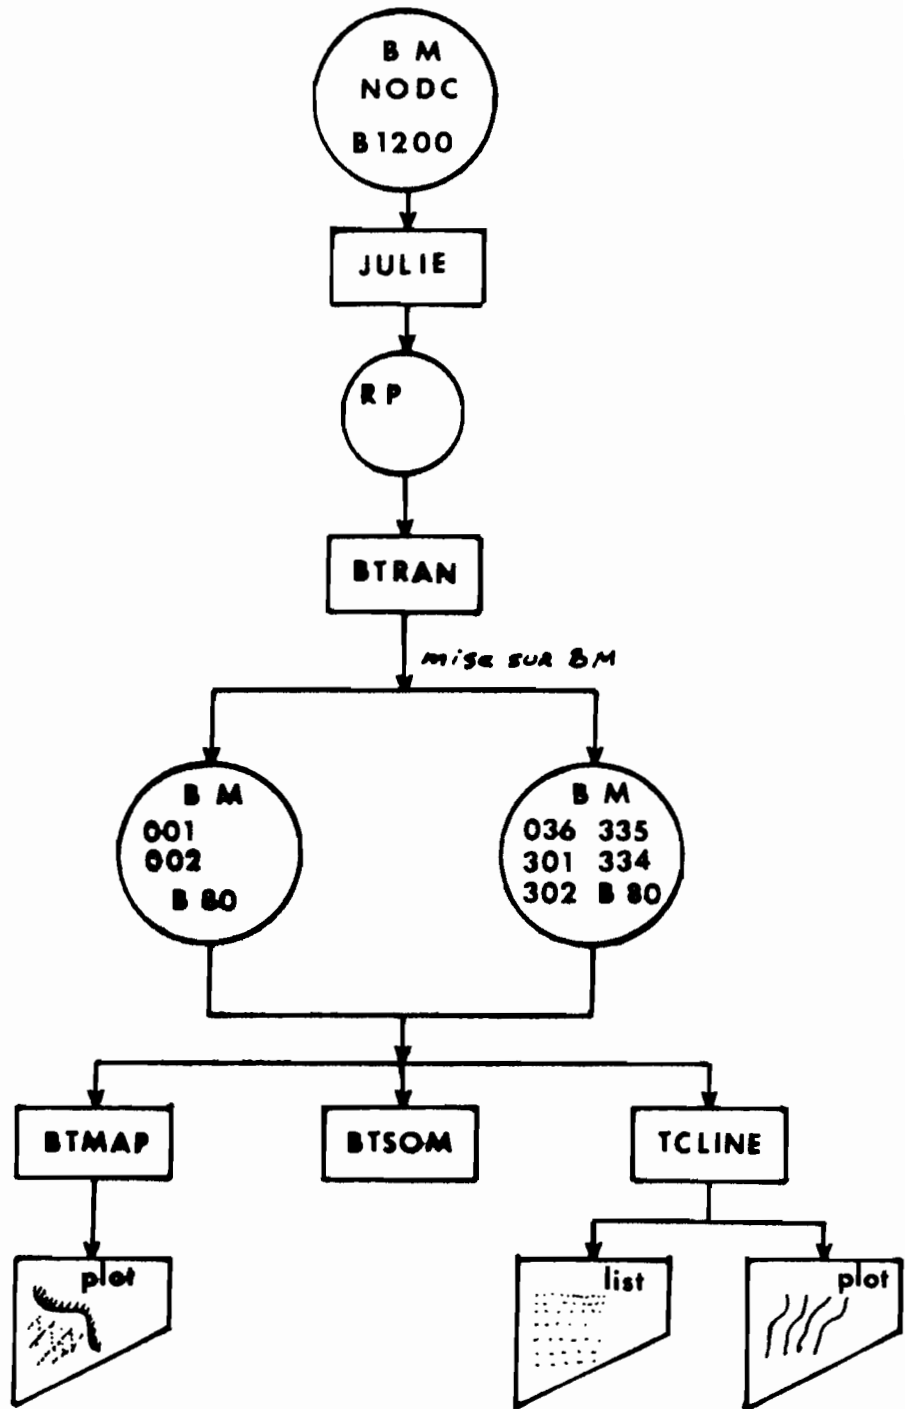 B M
NODC
B 1200
JULIE
RP
BTRAN
mise sur BM
B M
001
002
B 80
B M
036 335
301 334
302 B 80
BTMAP
BTSOM
TCLINE
plot
list
plot